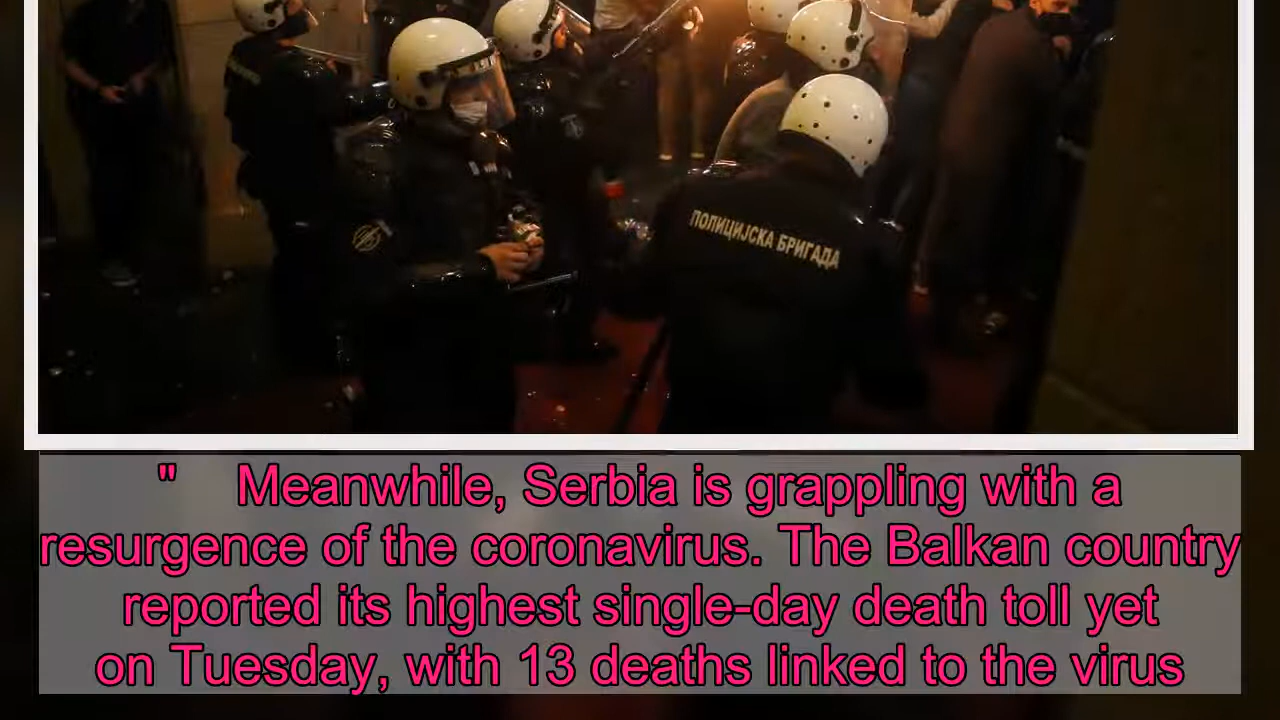 ПОЛИЦИЈСКА БРИГАДА
" Meanwhile, Serbia is grappling with a
resurgence of the coronavirus. The Balkan country
reported its highest single-day death toll yet
on Tuesday, with 13 deaths linked to the virus